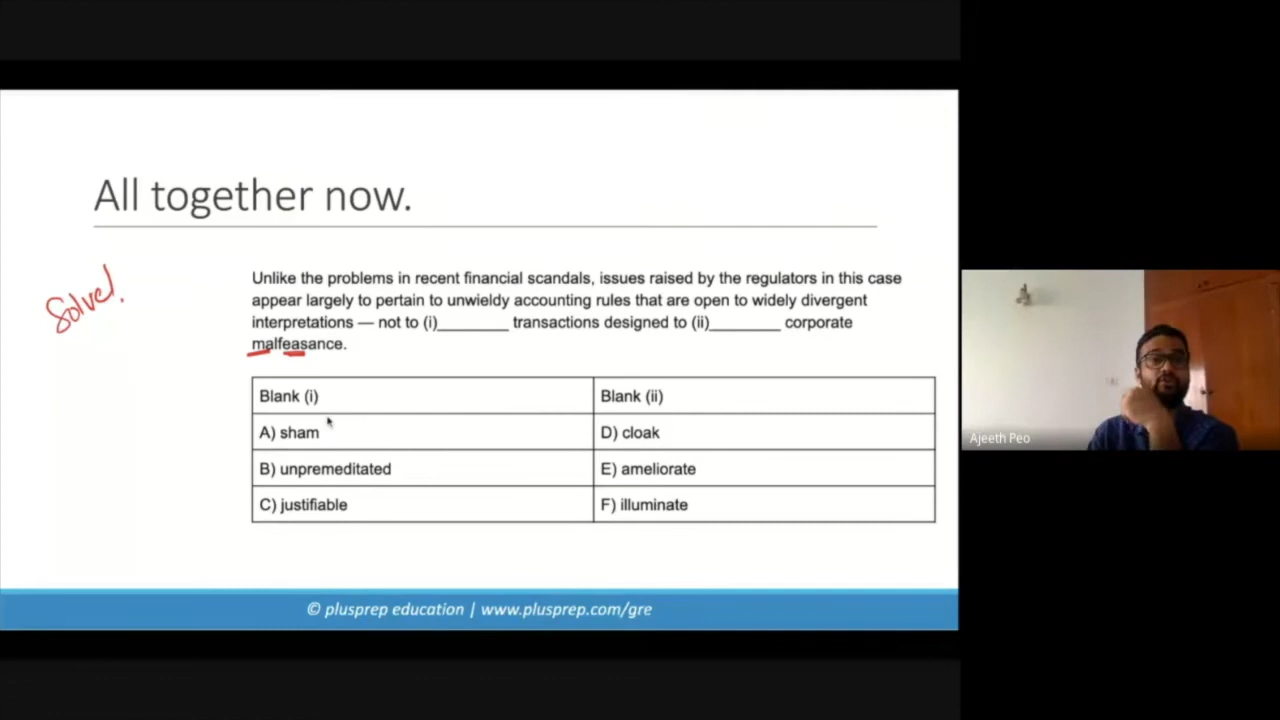 All together now.
Solve!
Unlike the problems in recent financial scandals, issues raised by the regulators in this case
appear largely to pertain to unwieldy accounting rules that are open to widely divergent
interpretations — not to (i)________ transactions designed to (ii)________ corporate
malfeasance.
Blank (i) Blank (ii)
A) sham D) cloak
B) unpremeditated E) ameliorate
C) justifiable F) illuminate
© plusprep education | www.plusprep.com/gre
Ajeeth Peo